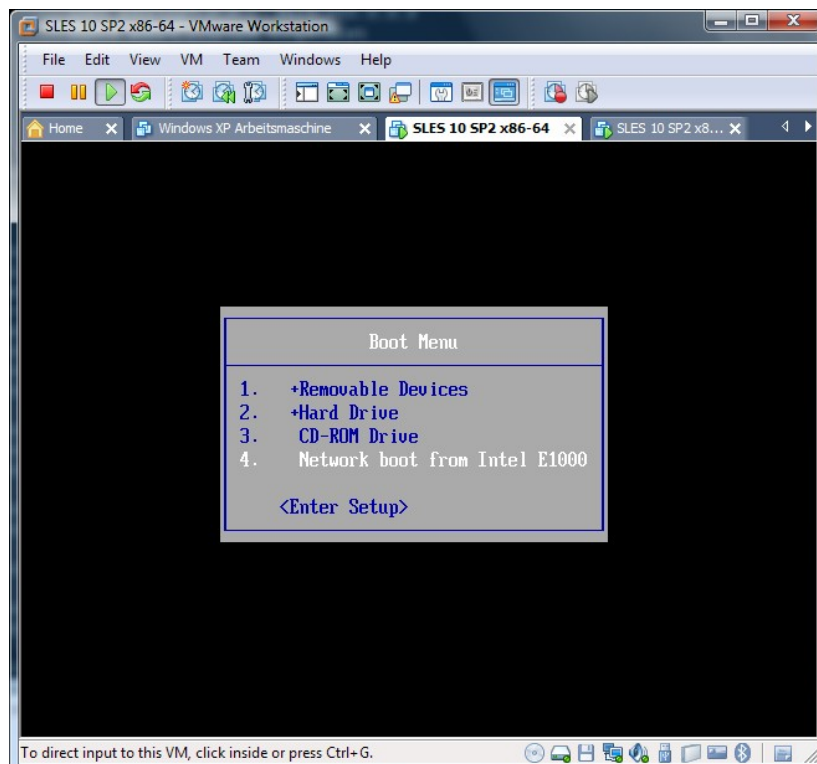 SLES 10 SP2 x86-64 - VMware Workstation
File Edit View VM Team Windows Help
Home Windows XP Arbeitsmaschine SLES 10 SP2 x86-64 SLES 10 SP2 x8...
Boot Menu
1. +Removable Devices
2. +Hard Drive
3. CD-ROM Drive
4. Network boot from Intel E1000
<Enter Setup>
To direct input to this VM, click inside or press Ctrl+G.